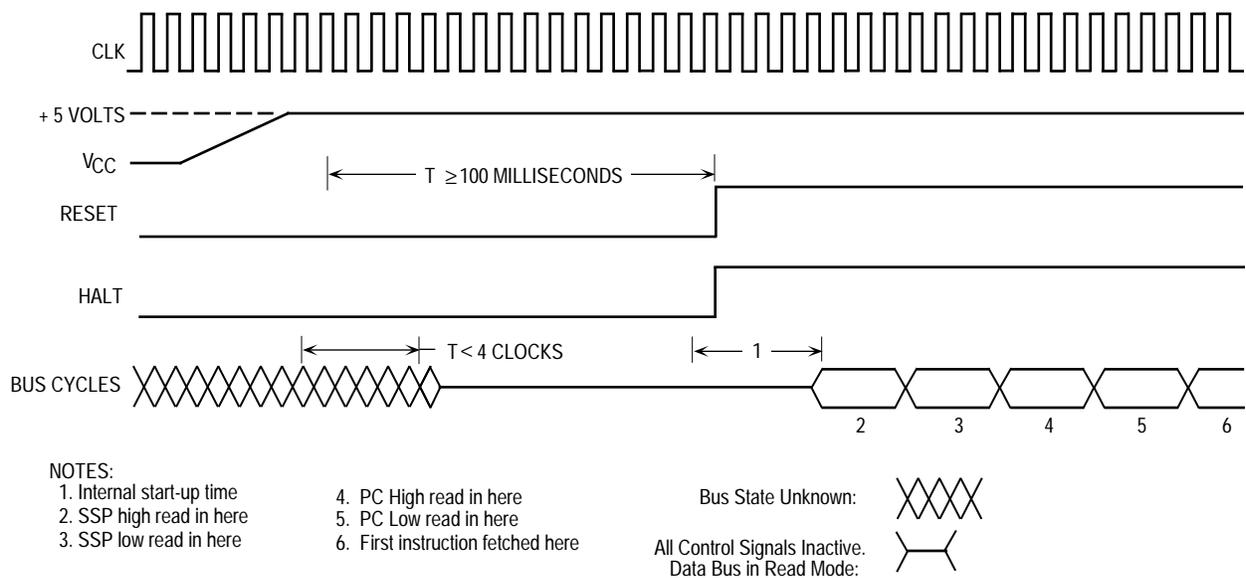 CLK
+ 5 VOLTS
VCC
T ≥100 MILLISECONDS
RESET
HALT
T < 4 CLOCKS
1
BUS CYCLES
2 3 4 5 6
NOTES:
1. Internal start-up time
2. SSP high read in here
3. SSP low read in here
4. PC High read in here
5. PC Low read in here
6. First instruction fetched here
Bus State Unknown:
All Control Signals Inactive.
Data Bus in Read Mode: